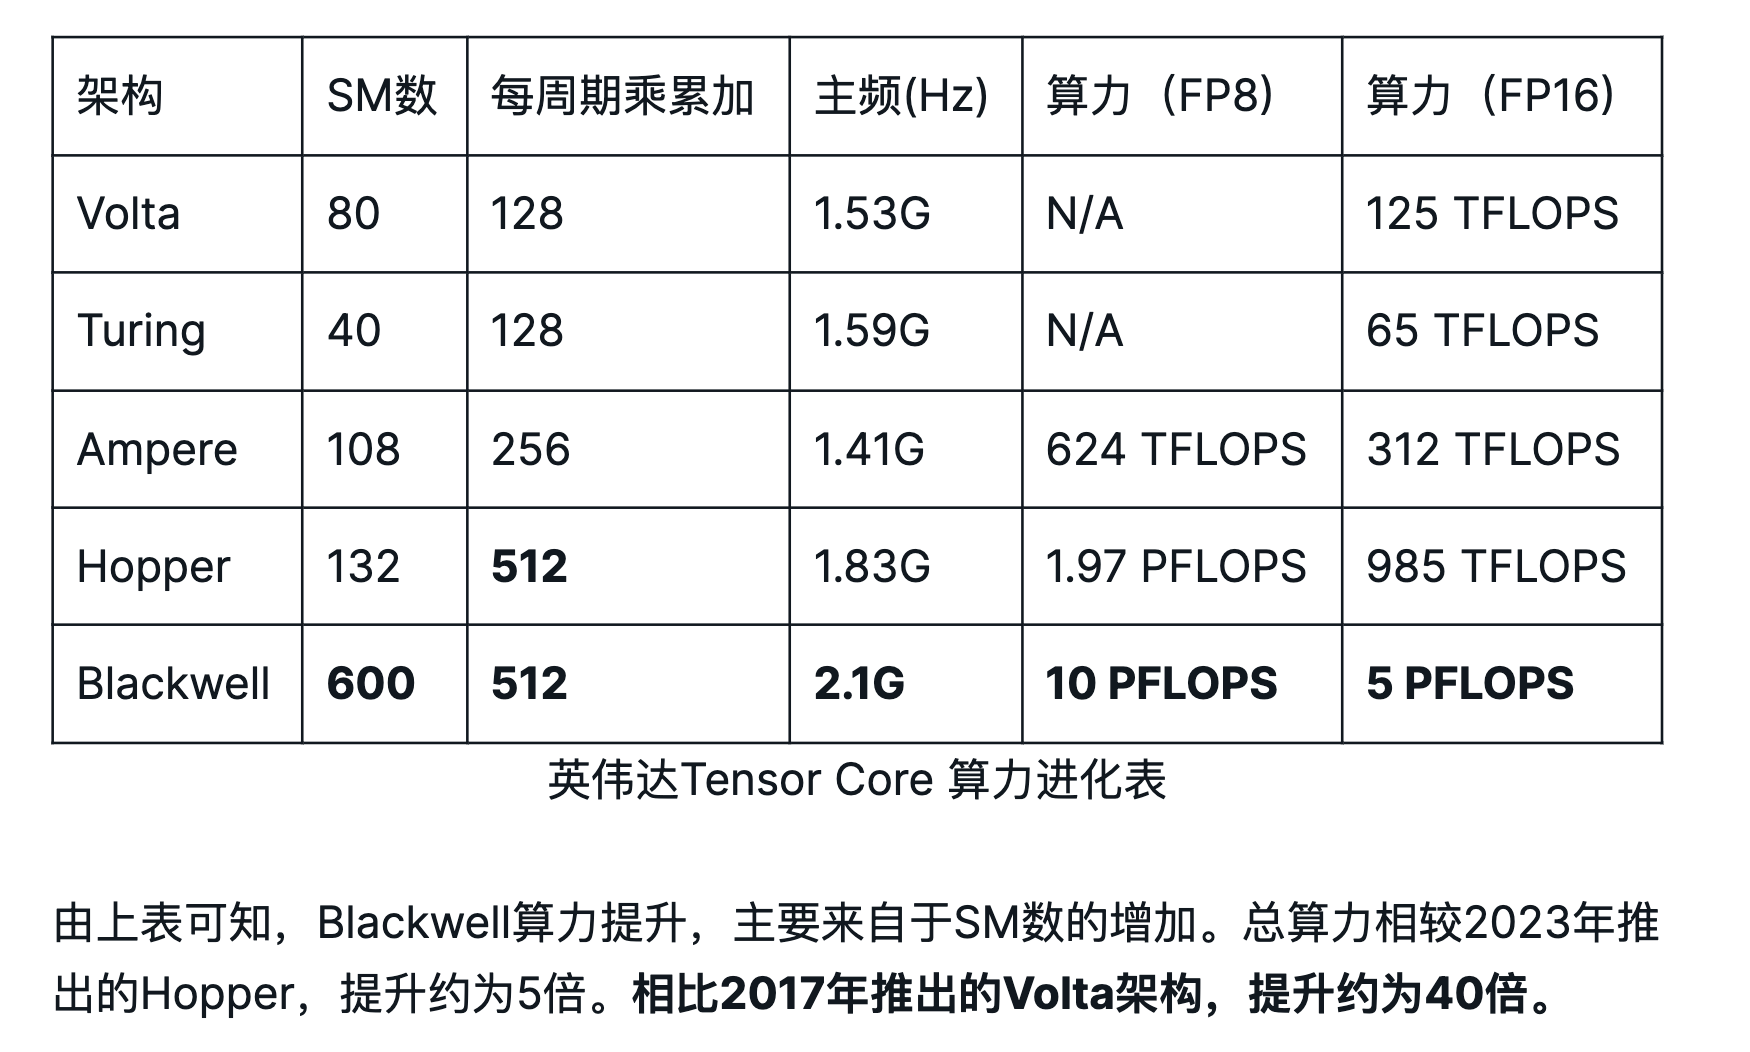 架构 SM数 每周期乘累加 主频(Hz) 算力（FP8） 算力（FP16）
Volta 80 128 1.53G N/A 125 TFLOPS
Turing 40 128 1.59G N/A 65 TFLOPS
Ampere 108 256 1.41G 624 TFLOPS 312 TFLOPS
Hopper 132 512 1.83G 1.97 PFLOPS 985 TFLOPS
Blackwell 600 512 2.1G 10 PFLOPS 5 PFLOPS
英伟达Tensor Core 算力进化表
由上表可知，Blackwell算力提升，主要来自于SM数的增加。总算力相较2023年推
出的Hopper，提升约为5倍。相比2017年推出的Volta架构，提升约为40倍。